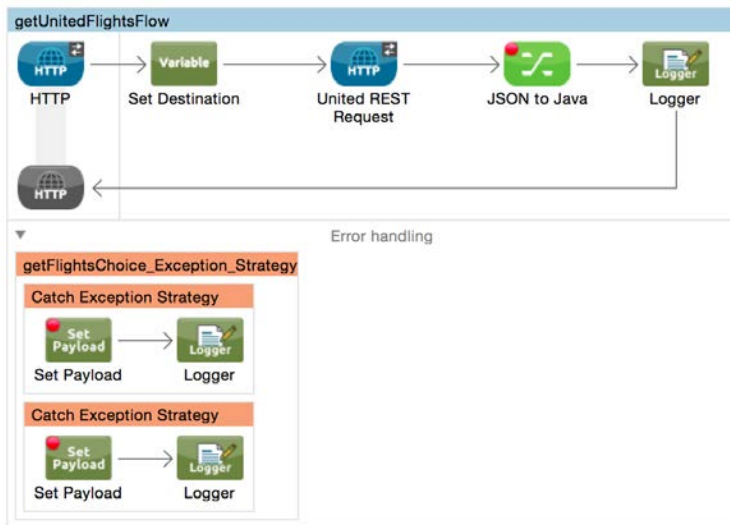 getUnitedFlightsFlow
HTTP Variable HTTP Logger
HTTP Set Destination United REST Request JSON to Java Logger
HTTP
Error handling
getFlightsChoice_Exception_Strategy
Catch Exception Strategy
Set Payload Logger
Set Payload Logger
Catch Exception Strategy
Set Payload Logger
Set Payload Logger